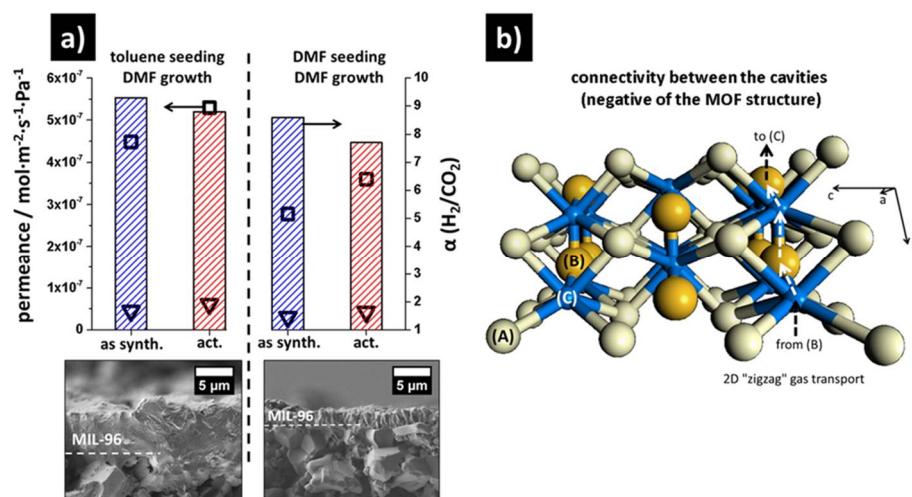 a)
toluene seeding
DMF growth
DMF seeding
DMF growth
permeance / mol·m⁻²·s⁻¹·Pa⁻¹
6x10⁻⁷
5x10⁻⁷
4x10⁻⁷
3x10⁻⁷
2x10⁻⁷
1x10⁻⁷
0
10
9
8
7
6
5
4
3
2
1
α (H₂/CO₂)
as synth.
act.
as synth.
act.
5 µm
MIL-96
5 µm
MIL-96
b)
connectivity between the cavities
(negative of the MOF structure)
to (C)
c
a
(B)
(C)
(A)
from (B)
2D "zigzag" gas transport